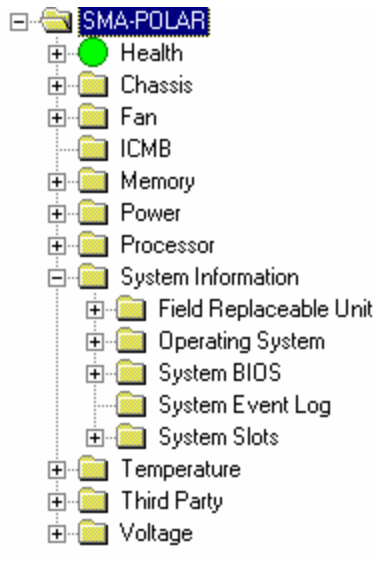 SMA-POLAR
Health
Chassis
Fan
ICMB
Memory
Power
Processor
System Information
Field Replaceable Unit
Operating System
System BIOS
System Event Log
System Slots
Temperature
Third Party
Voltage